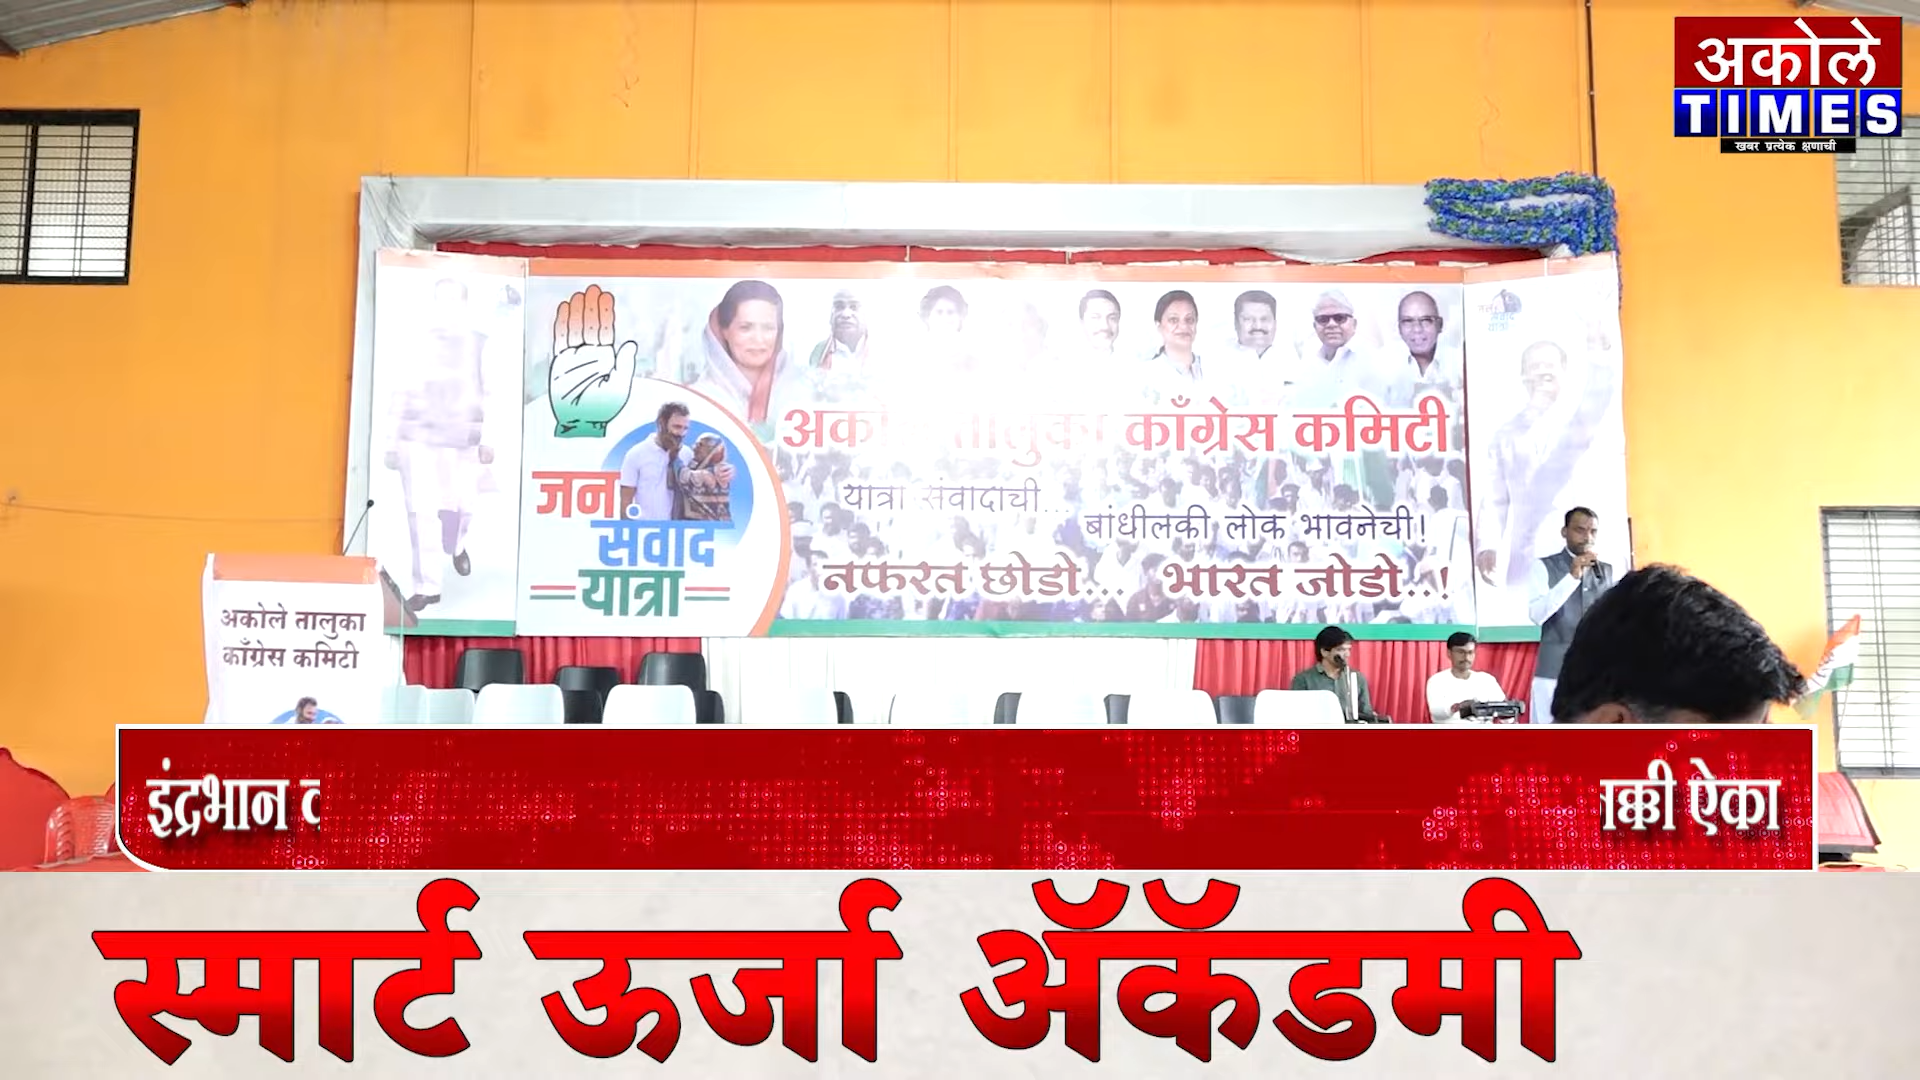 अकोले
TIMES
खबर प्रत्येक क्षणाची
तालुका काँग्रेस कमिटी
यात्रा संवादाची...
बांधीलकी लोक भावनेची!
नफरत छोडो... भारत जोडो..!
जन
संवाद
यात्रा
अकोले तालुका
काँग्रेस कमिटी
इंद्रभान
ऐका
स्मार्ट ऊर्जा ॲकॅडमी